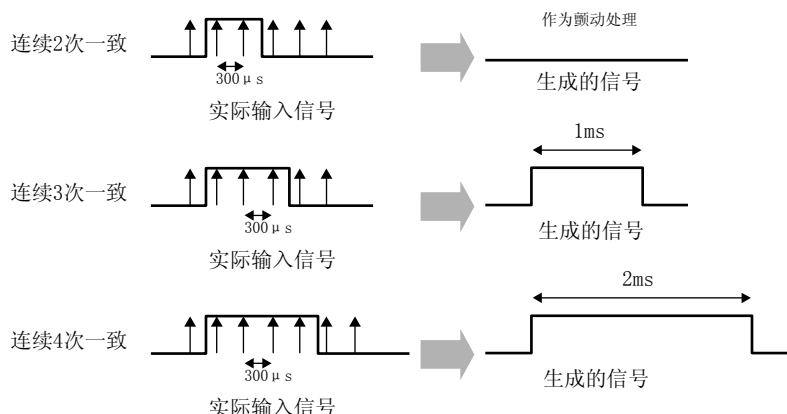 作为颤动处理
连续2次一致
300μs
生成的信号
实际输入信号
1ms
连续3次一致
300μs
生成的信号
实际输入信号
2ms
连续4次一致
300μs
生成的信号
实际输入信号